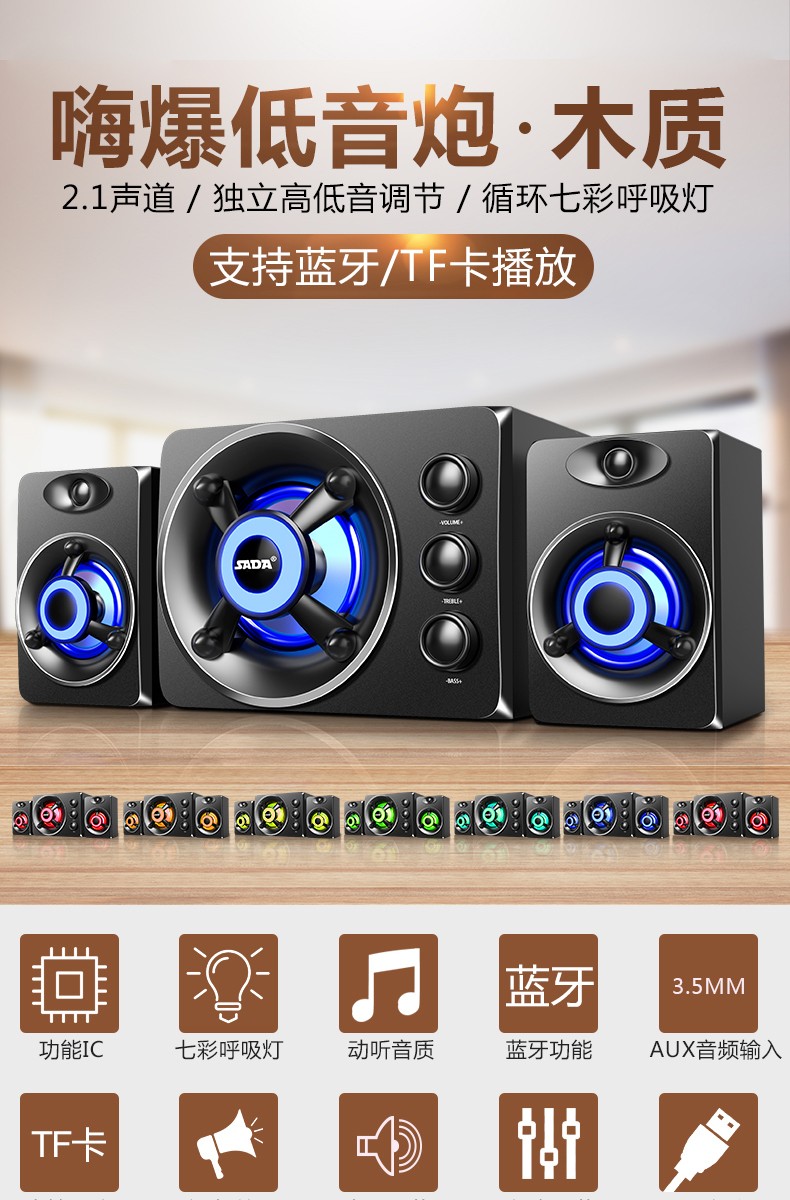 嗨爆低音炮·木质
2.1声道 / 独立高低音调节 / 循环七彩呼吸灯
支持蓝牙/TF卡播放
SADA®
-VOLUME+
-TREBLE+
-BASS+
蓝牙
3.5MM
功能IC
七彩呼吸灯
动听音质
蓝牙功能
AUX音频输入
TF卡